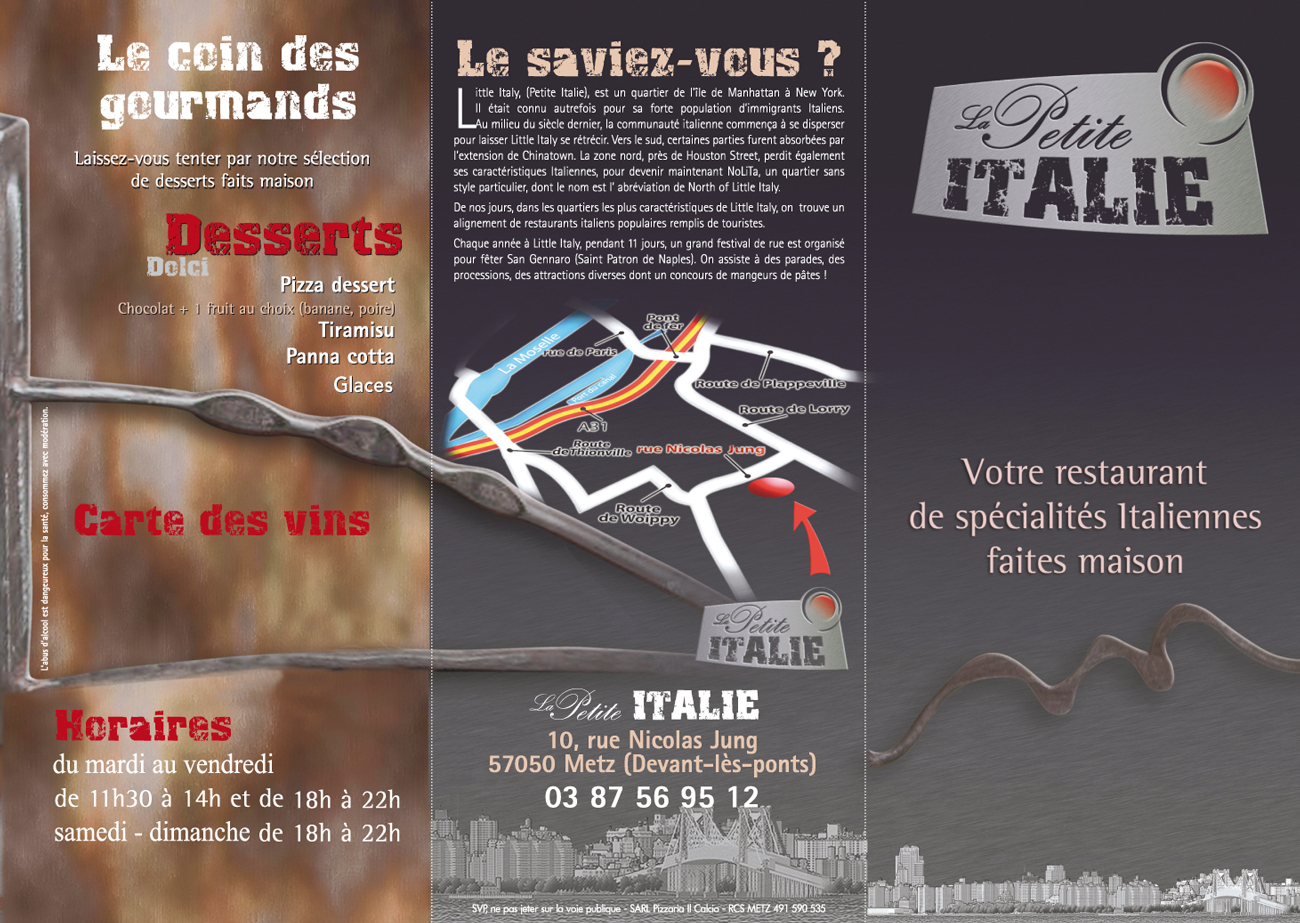 Le coin des
gourmands
Laissez-vous tenter par notre sélection
de desserts faits maison
Desserts
Dolci
Pizza dessert
Chocolat + 1 fruit au choix (banane, poire)
Tiramisu
Panna cotta
Glaces
L'abus d'alcool est dangeureux pour la santé, consommez avec modération.
Carte des vins
Horaires
du mardi au vendredi
de 11h30 à 14h et de 18h à 22h
samedi - dimanche de 18h à 22h
Le saviez-vous ?
Little Italy, (Petite Italie), est un quartier de l'île de Manhattan à New York.
Il était connu autrefois pour sa forte population d'immigrants Italiens.
Au milieu du siècle dernier, la communauté italienne commença à se disperser
pour laisser Little Italy se rétrécir. Vers le sud, certaines parties furent absorbées par
l'extension de Chinatown. La zone nord, près de Houston Street, perdit également
ses caractéristiques Italiennes, pour devenir maintenant NoLiTa, un quartier sans
style particulier, dont le nom est l' abréviation de North of Little Italy.
De nos jours, dans les quartiers les plus caractéristiques de Little Italy, on trouve un
alignement de restaurants italiens populaires remplis de touristes.
Chaque année à Little Italy, pendant 11 jours, un grand festival de rue est organisé
pour fêter San Gennaro (Saint Patron de Naples). On assiste à des parades, des
processions, des attractions diverses dont un concours de mangeurs de pâtes !
Pont
de fer
La Moselle
rue de Paris
Route de Plappeville
Port du canal
Route de Lorry
A31
Route
de Thionville
rue Nicolas Jung
Route
de Woippy
La Petite
ITALIE
La Petite ITALIE
10, rue Nicolas Jung
57050 Metz (Devant-lès-ponts)
03 87 56 95 12
SVP, ne pas jeter sur la voie publique - SARL Pizzaria Il Calcio - RCS METZ 491 590 535
La Petite
ITALIE
Votre restaurant
de spécialités Italiennes
faites maison